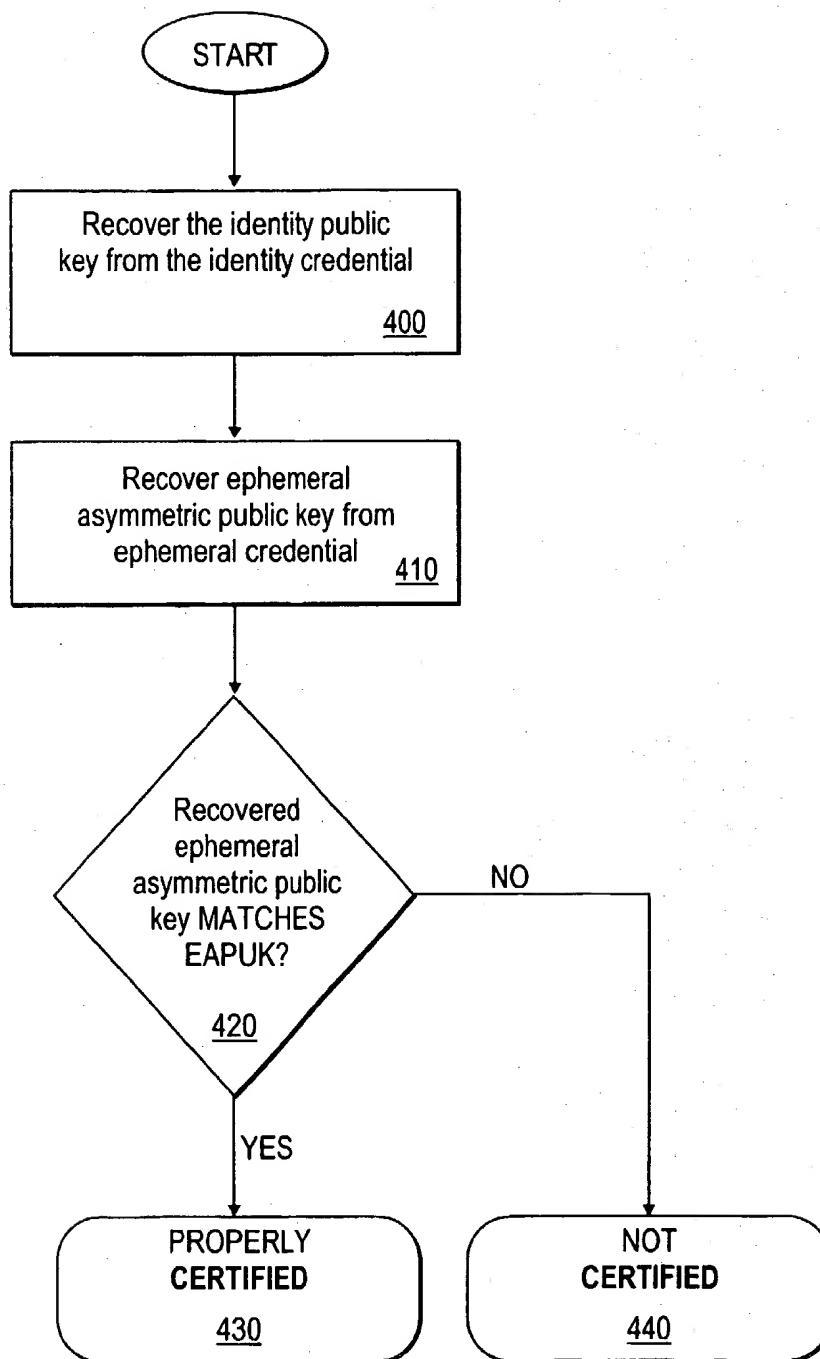 START
Recover the identity public
key from the identity credential
400
Recover ephemeral
asymmetric public key from
ephemeral credential
410
Recovered
ephemeral
asymmetric public
key MATCHES
EAPUK?
420
NO
YES
PROPERLY
CERTIFIED
430
NOT
CERTIFIED
440